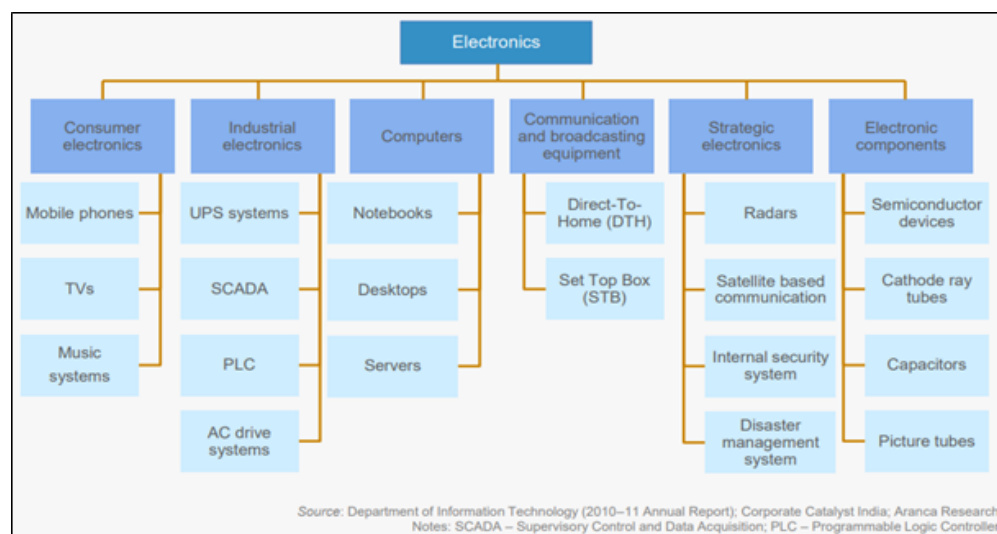 Electronics
Consumer
electronics
Mobile phones
TVs
Music
systems
Industrial
electronics
UPS systems
SCADA
PLC
AC drive
systems
Computers
Notebooks
Desktops
Servers
Communication
and broadcasting
equipment
Direct-To-
Home (DTH)
Set Top Box
(STB)
Strategic
electronics
Radars
Satellite based
communication
Internal security
system
Disaster
management
system
Electronic
components
Semiconductor
devices
Cathode ray
tubes
Capacitors
Picture tubes
Source: Department of Information Technology (2010–11 Annual Report); Corporate Catalyst India; Aranca Research
Notes: SCADA – Supervisory Control and Data Acquisition; PLC – Programmable Logic Controller